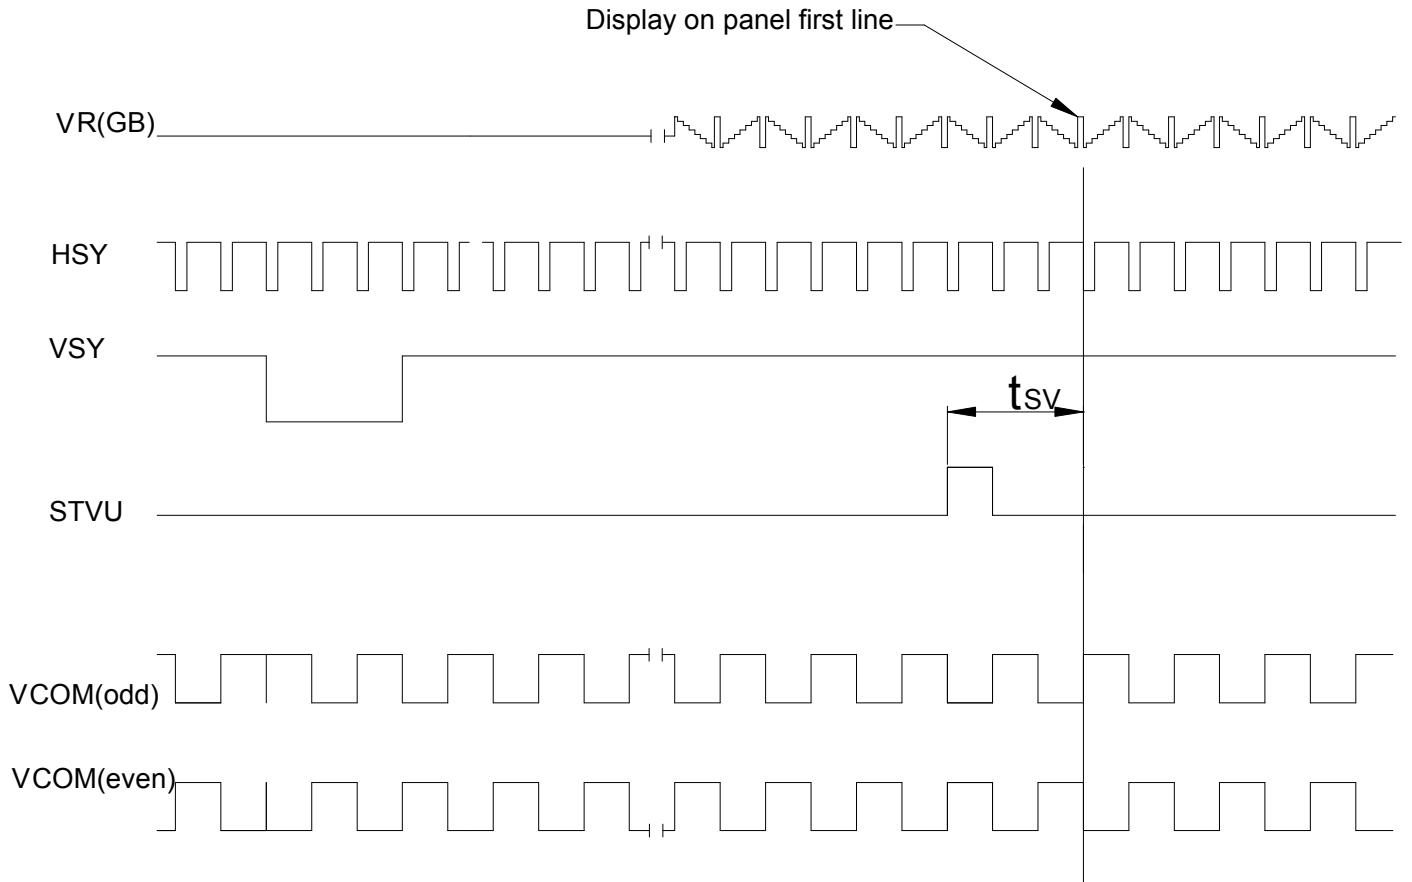 Display on panel first line
VR(GB)
HSY
VSY
tSV
STVU
VCOM(odd)
VCOM(even)